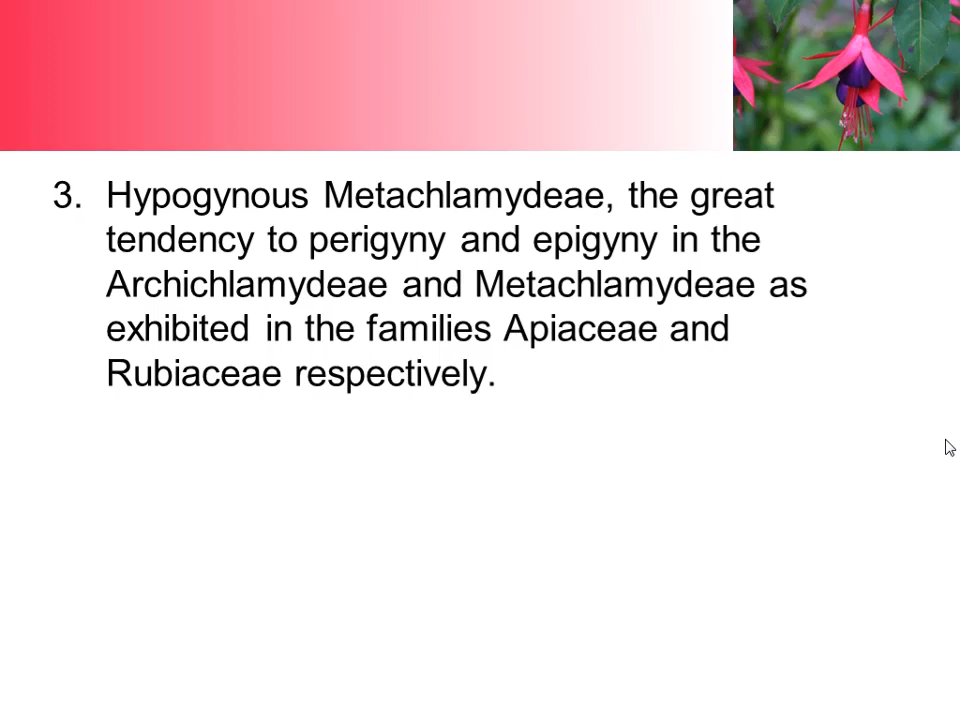 3. Hypogynous Metachlamydeae, the great
tendency to perigyny and epigyny in the
Archichlamydeae and Metachlamydeae as
exhibited in the families Apiaceae and
Rubiaceae respectively.